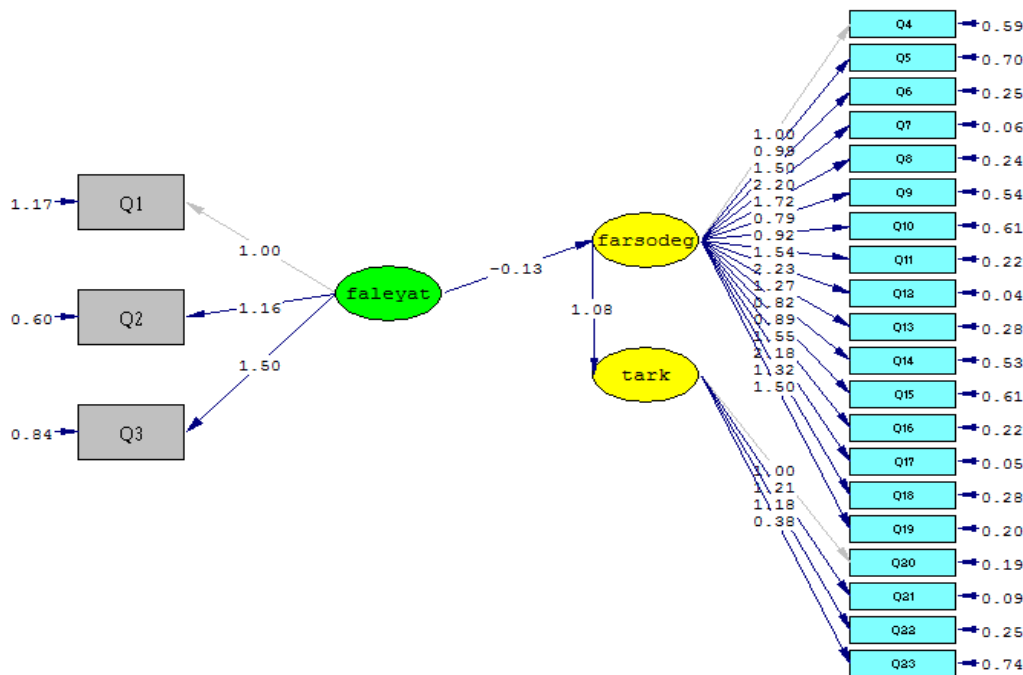 1.17
Q1
0.60
Q2
0.84
Q3
1.00
1.16
1.50
faleyat
-0.13
farsodeg
1.08
tark
1.00
0.99
1.50
2.20
1.72
0.79
0.92
1.54
2.23
1.27
0.82
0.89
1.55
2.18
1.32
1.50
1.00
1.21
1.18
0.38
Q4 0.59
Q5 0.70
Q6 0.25
Q7 0.06
Q8 0.24
Q9 0.54
Q10 0.61
Q11 0.22
Q12 0.04
Q13 0.28
Q14 0.53
Q15 0.61
Q16 0.22
Q17 0.05
Q18 0.28
Q19 0.20
Q20 0.19
Q21 0.09
Q22 0.25
Q23 0.74